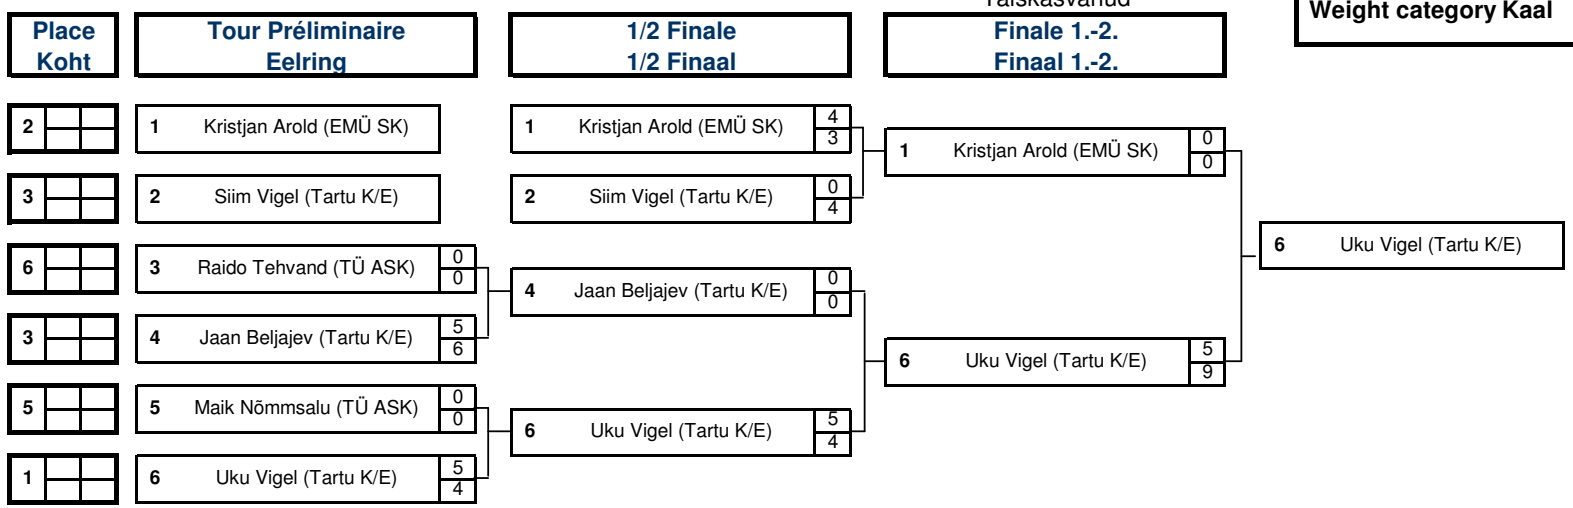 Täiskasvanud
Weight category Kaal
Place
Koht
Tour Préliminaire
Eelring
1/2 Finale
1/2 Finaal
Finale 1.-2.
Finaal 1.-2.
2
1 Kristjan Arold (EMÜ SK)
1 Kristjan Arold (EMÜ SK) 4
3
1 Kristjan Arold (EMÜ SK) 0
0
3
2 Siim Vigel (Tartu K/E)
2 Siim Vigel (Tartu K/E) 0
4
6 Uku Vigel (Tartu K/E)
6
3 Raido Tehvand (TÜ ASK) 0
0
4 Jaan Beljajev (Tartu K/E) 0
0
3
4 Jaan Beljajev (Tartu K/E) 5
6
6 Uku Vigel (Tartu K/E) 5
9
5
5 Maik Nõmmsalu (TÜ ASK) 0
0
6 Uku Vigel (Tartu K/E) 5
4
1
6 Uku Vigel (Tartu K/E) 5
4